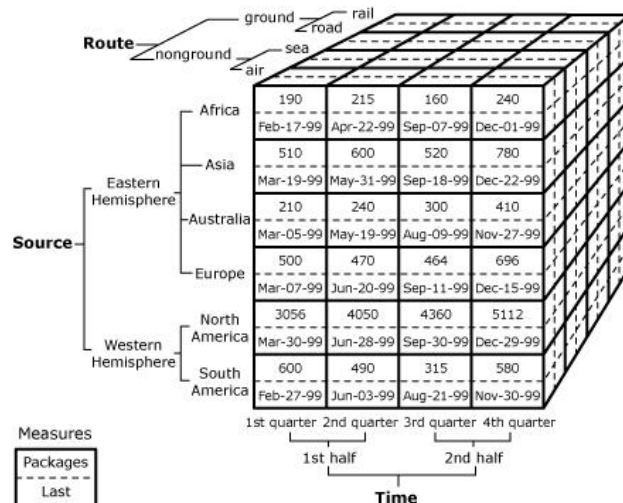 ground
rail
road
Route
nonground
sea
air
Africa
190 215 160 240
Feb-17-99 Apr-22-99 Sep-07-99 Dec-01-99
Asia
510 600 520 780
Mar-19-99 May-31-99 Sep-18-99 Dec-22-99
Eastern
Hemisphere
Australia
210 240 300 410
Mar-05-99 May-19-99 Aug-09-99 Nov-27-99
Source
Europe
500 470 464 696
Mar-07-99 Jun-20-99 Sep-11-99 Dec-15-99
North
America
3056 4050 4360 5112
Mar-30-99 Jun-28-99 Sep-30-99 Dec-29-99
Western
Hemisphere
South
America
600 490 315 580
Feb-27-99 Jun-03-99 Aug-21-99 Nov-30-99
1st quarter 2nd quarter 3rd quarter 4th quarter
1st half 2nd half
Time
Measures
Packages
Last